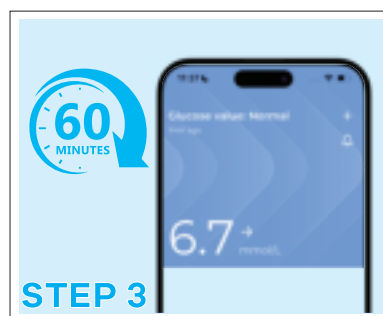 60
MINUTES
Glucose value: Normal
6.7
mmol/L
STEP 3